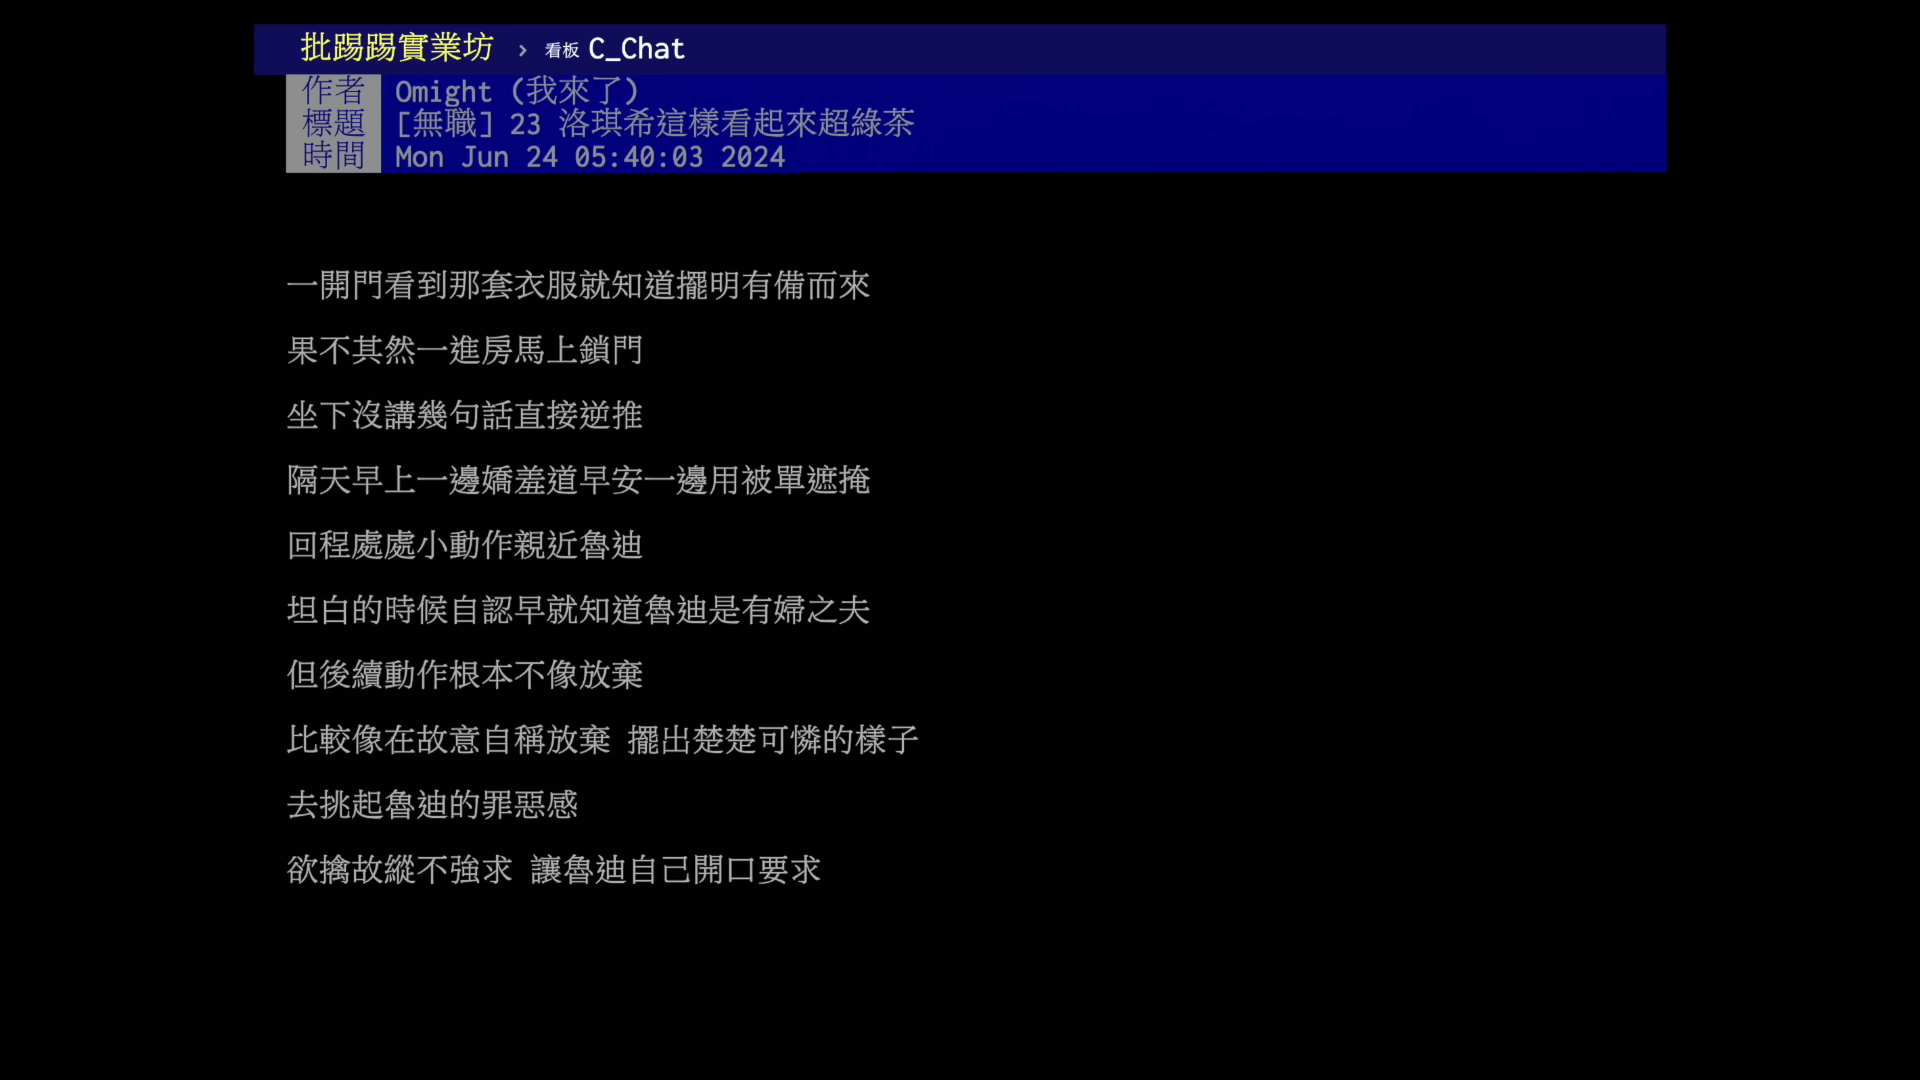 批踢踢實業坊 › 看板 C_Chat
作者 Omight (我來了)
標題 [無職] 23 洛琪希這樣看起來超綠茶
時間 Mon Jun 24 05:40:03 2024
一開門看到那套衣服就知道擺明有備而來
果不其然一進房馬上鎖門
坐下沒講幾句話直接逆推
隔天早上一邊嬌羞道早安一邊用被單遮掩
回程處處小動作親近魯迪
坦白的時候自認早就知道魯迪是有婦之夫
但後續動作根本不像放棄
比較像在故意自稱放棄 擺出楚楚可憐的樣子
去挑起魯迪的罪惡感
欲擒故縱不強求 讓魯迪自己開口要求